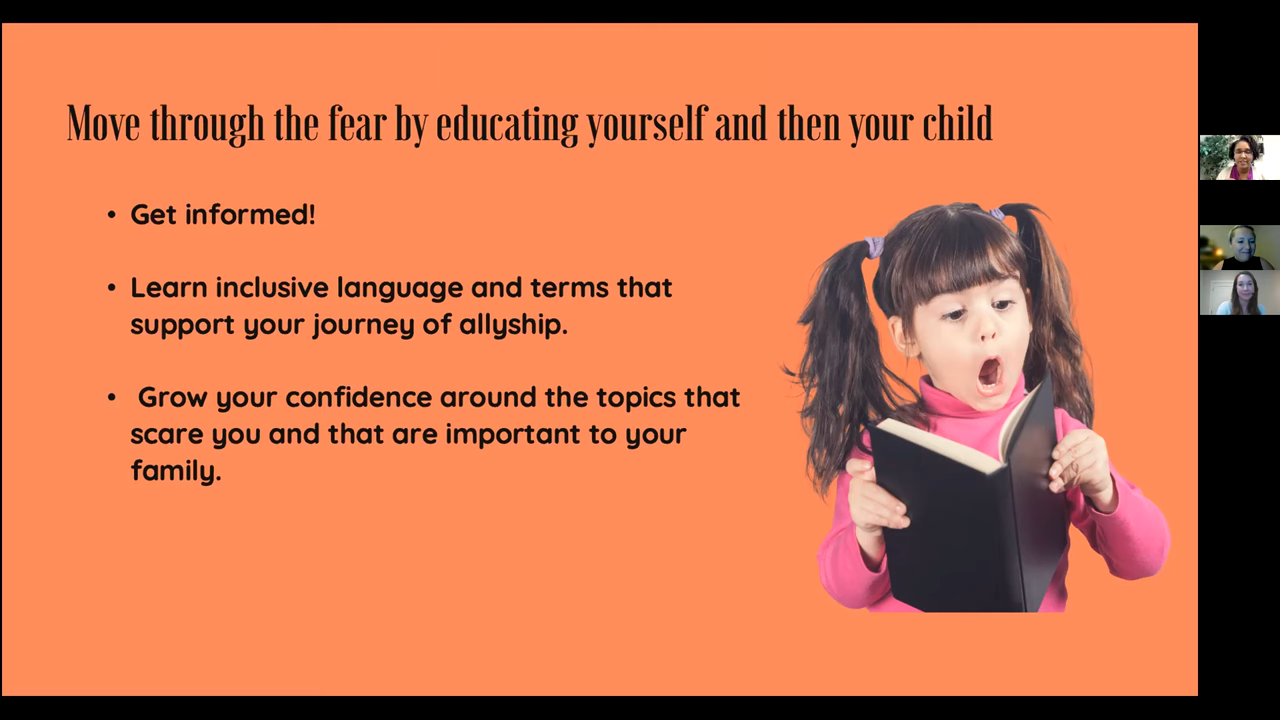 Move through the fear by educating yourself and then your child
• Get informed!
• Learn inclusive language and terms that
support your journey of allyship.
• Grow your confidence around the topics that
scare you and that are important to your
family.